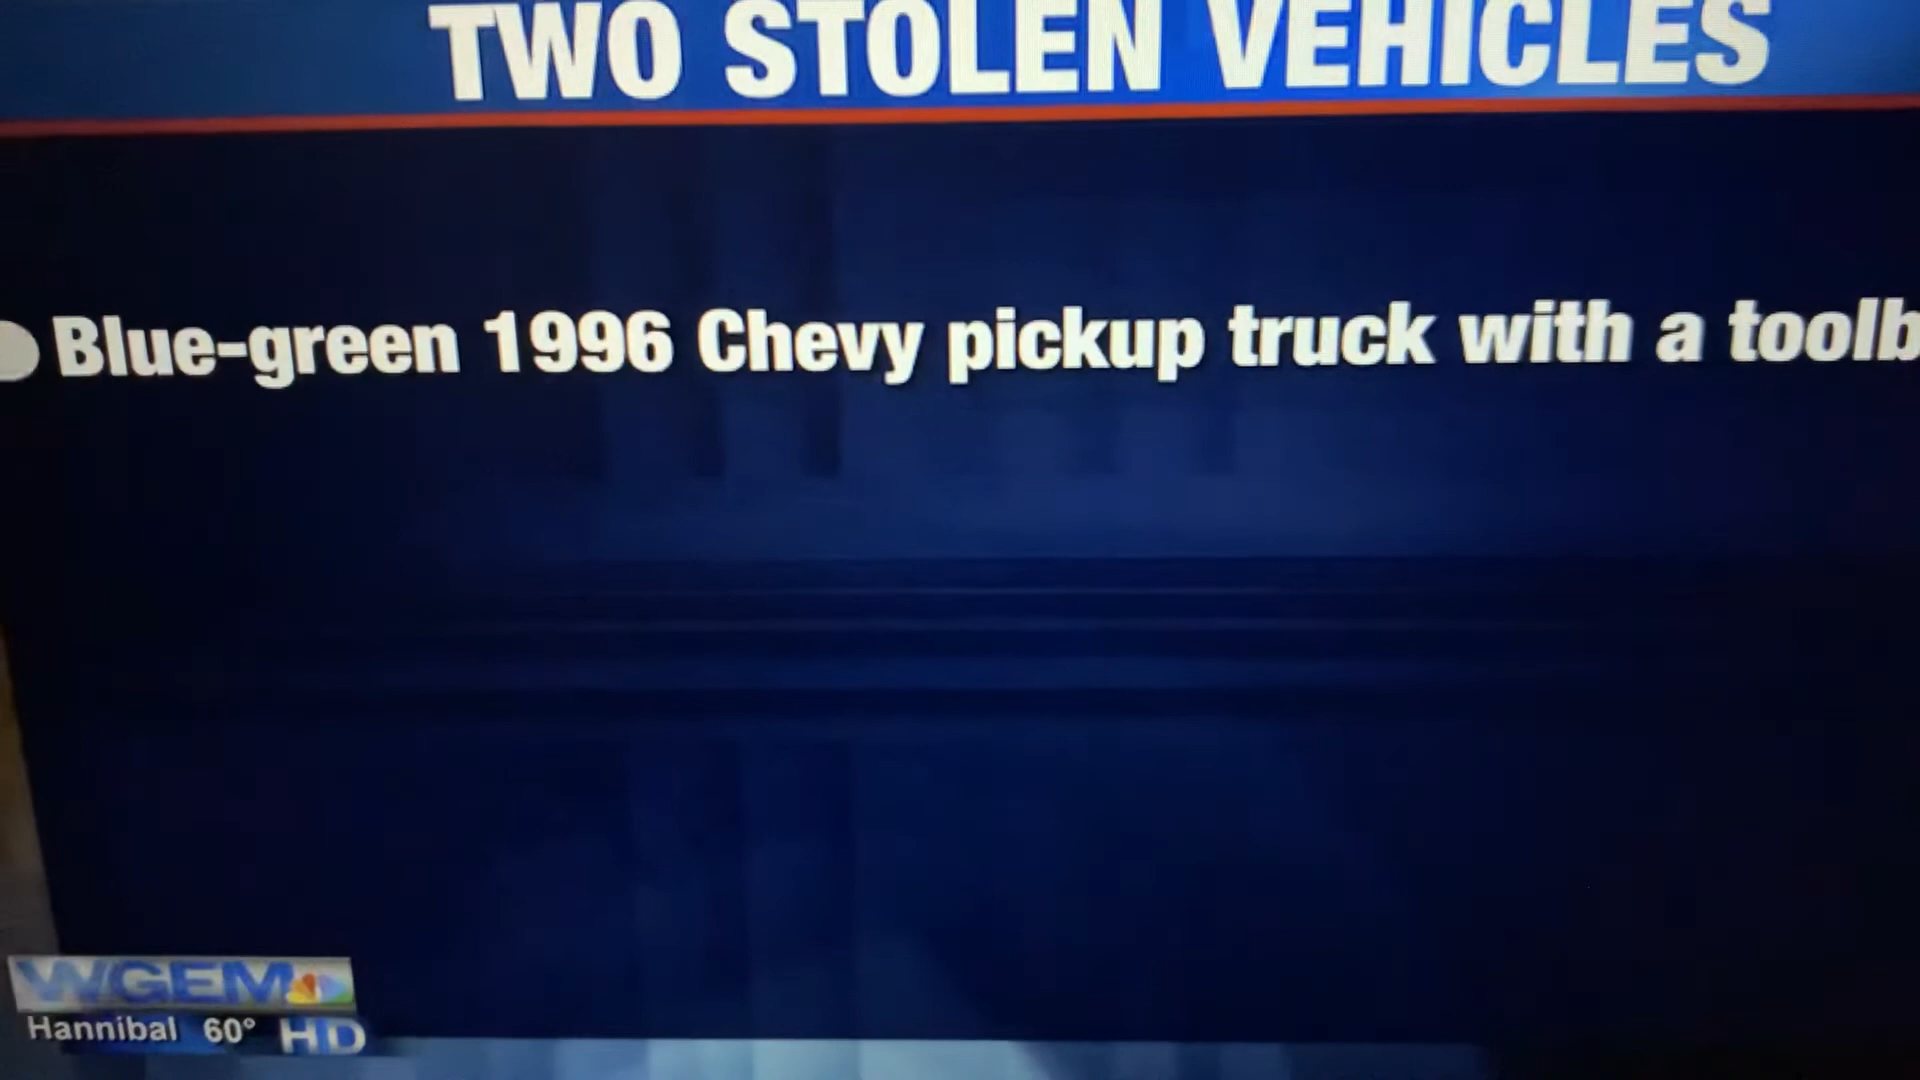 TWO STOLEN VEHICLES
Blue-green 1996 Chevy pickup truck with a toolb
WGEM
Hannibal 60° HD